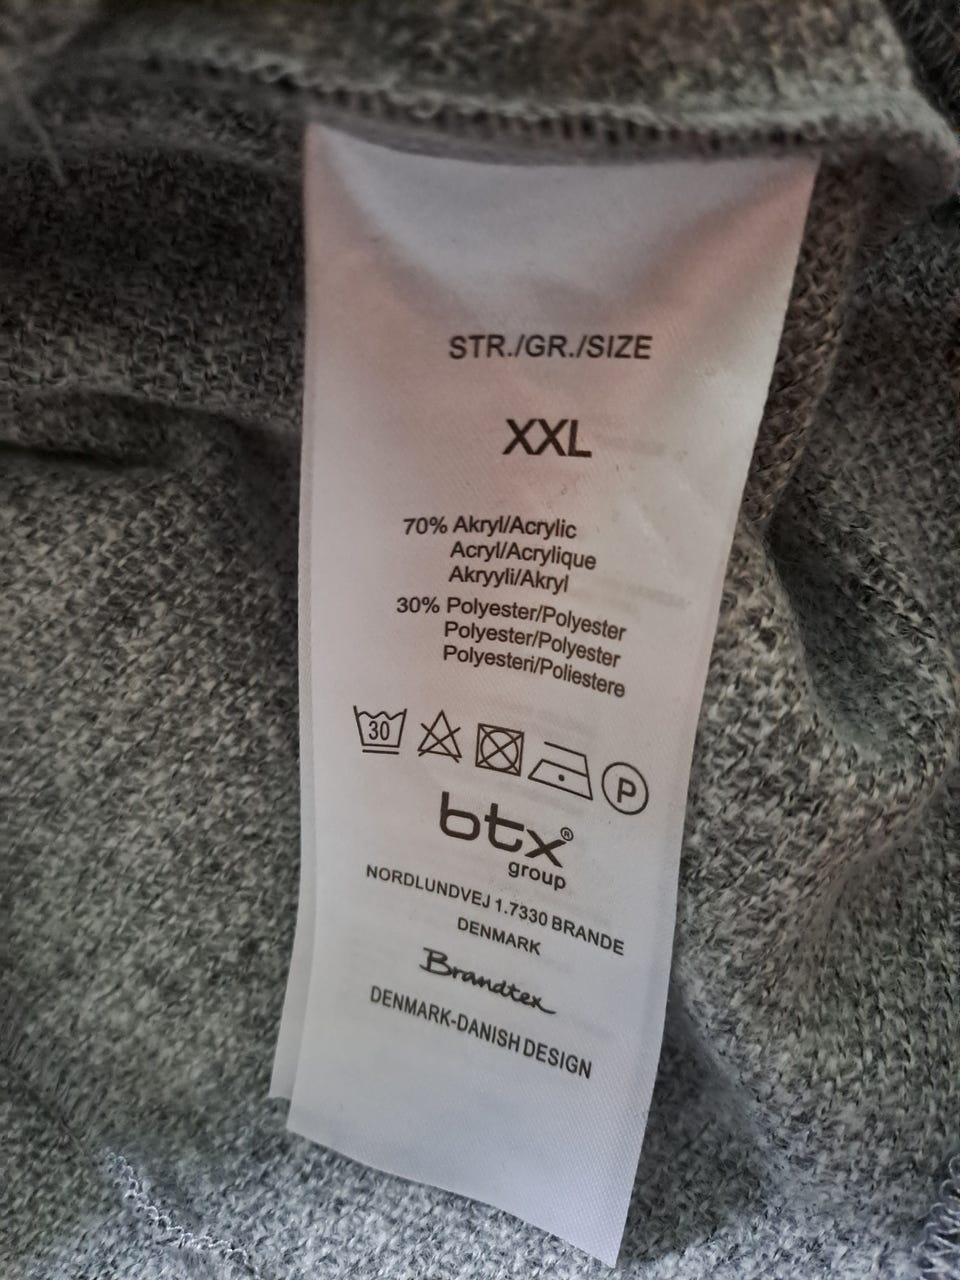 STR./GR./SIZE
XXL
70% Akryl/Acrylic
Acryl/Acrylique
Akryyli/Akryl
30% Polyester/Polyester
Polyester/Polyester
Polyesteri/Poliestere
30
P
btx®
group
NORDLUNDVEJ 1.7330 BRANDE
DENMARK
Brandtex
DENMARK-DANISH DESIGN